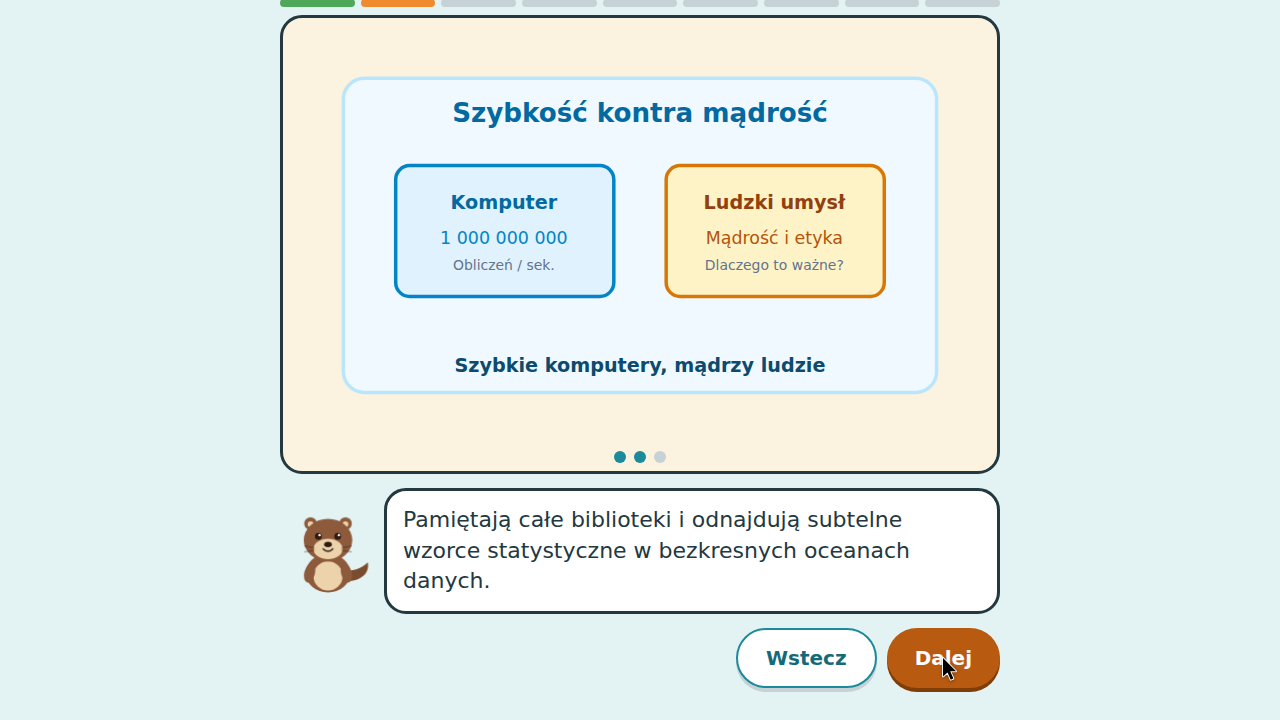 Szybkość kontra mądrość
Komputer
1 000 000 000
Obliczeń / sek.
Ludzki umysł
Mądrość i etyka
Dlaczego to ważne?
Szybkie komputery, mądrzy ludzie
Pamiętają całe biblioteki i odnajdują subtelne
wzorce statystyczne w bezkresnych oceanach
danych.
Wstecz
Dalej